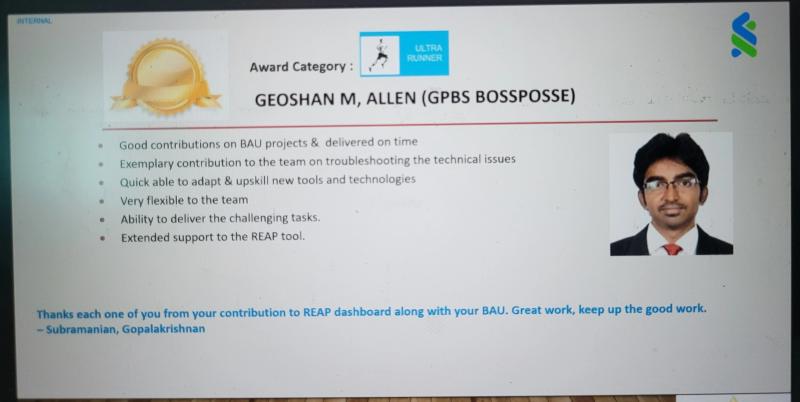 INTERNAL
Award Category :
ULTRA
RUNNER
GEOSHAN M, ALLEN (GPBS BOSSPOSSE)
Good contributions on BAU projects & delivered on time
Exemplary contribution to the team on troubleshooting the technical issues
Quick able to adapt & upskill new tools and technologies
Very flexible to the team
Ability to deliver the challenging tasks.
Extended support to the REAP tool.
Thanks each one of you from your contribution to REAP dashboard along with your BAU. Great work, keep up the good work.
– Subramanian, Gopalakrishnan